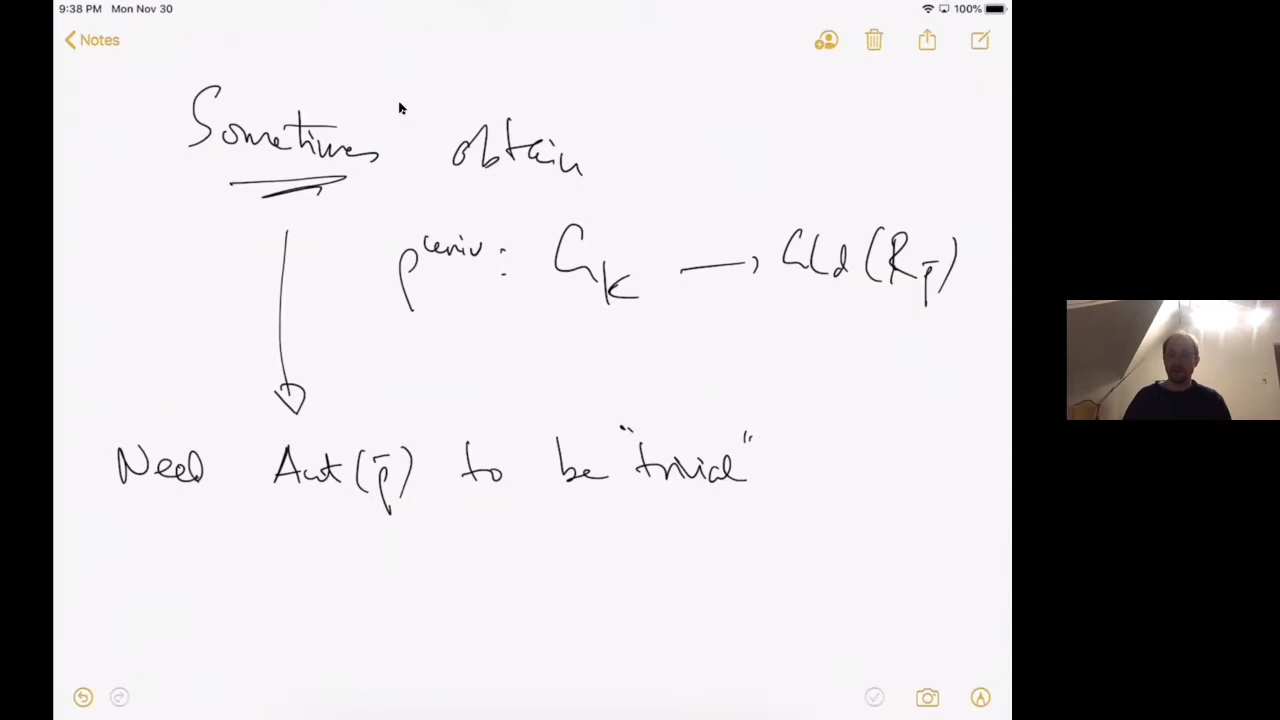 9:38 PM Mon Nov 30 100%
Notes
Sometimes obtain
ρ^univ : G_K → GL_d(R_ρ̄)
Need Aut(ρ̄) to be "trivial"